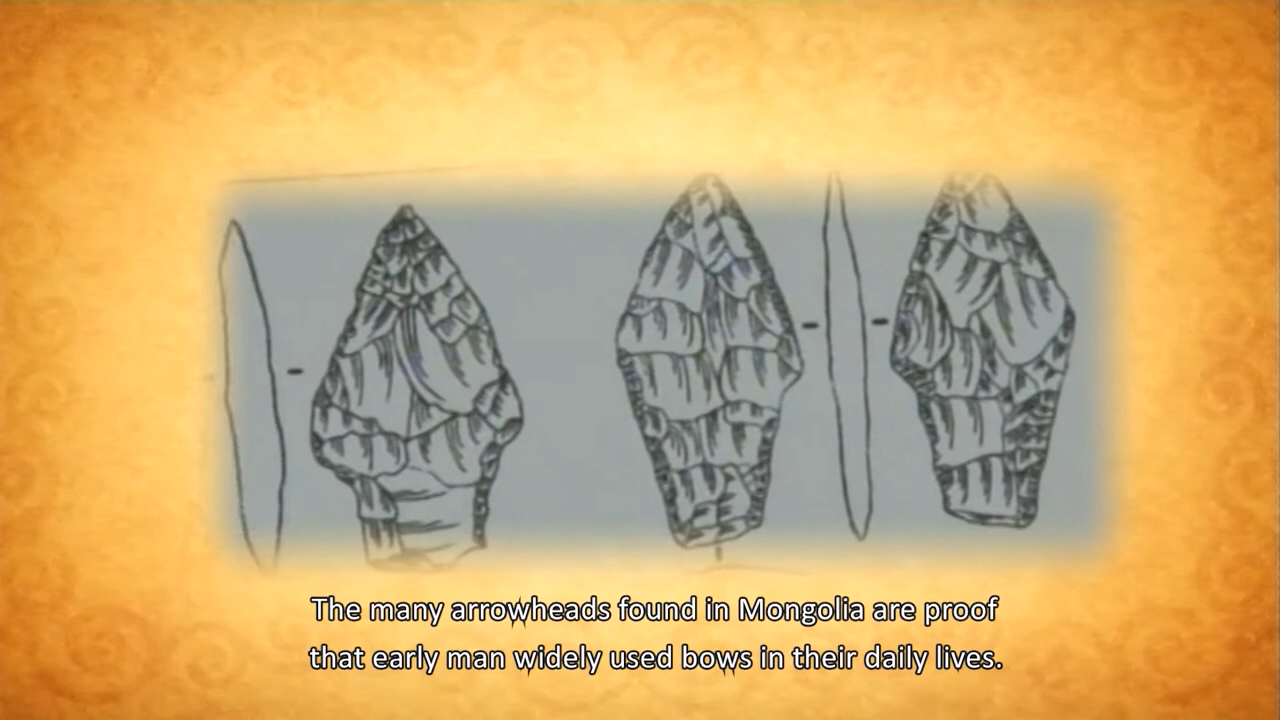 The many arrowheads found in Mongolia are proof
that early man widely used bows in their daily lives.